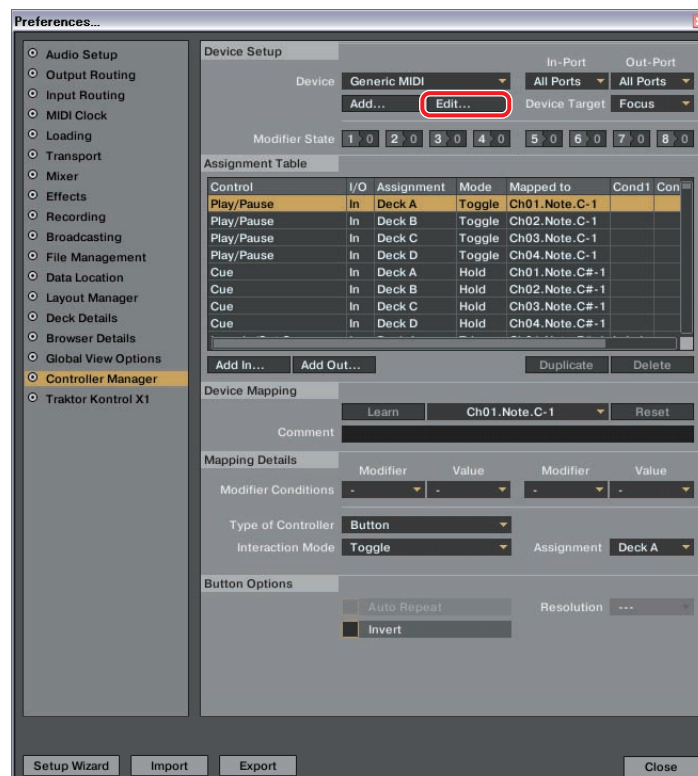 Preferences...
Audio Setup
Output Routing
Input Routing
MIDI Clock
Loading
Transport
Mixer
Effects
Recording
Broadcasting
File Management
Data Location
Layout Manager
Deck Details
Browser Details
Global View Options
Controller Manager
Traktor Kontrol X1
Device Setup
In-Port Out-Port
Device Generic MIDI All Ports All Ports
Add... Edit... Device Target Focus
Modifier State 1 0 2 0 3 0 4 0 5 0 6 0 7 0 8 0
Assignment Table
Control I/O Assignment Mode Mapped to Cond1 Con
Play/Pause In Deck A Toggle Ch01.Note.C-1
Play/Pause In Deck B Toggle Ch02.Note.C-1
Play/Pause In Deck C Toggle Ch03.Note.C-1
Play/Pause In Deck D Toggle Ch04.Note.C-1
Cue In Deck A Hold Ch01.Note.C#-1
Cue In Deck B Hold Ch02.Note.C#-1
Cue In Deck C Hold Ch03.Note.C#-1
Cue In Deck D Hold Ch04.Note.C#-1
Add In... Add Out... Duplicate Delete
Device Mapping
Learn Ch01.Note.C-1 Reset
Comment
Mapping Details
Modifier Value Modifier Value
Modifier Conditions - - - -
Type of Controller Button
Interaction Mode Toggle Assignment Deck A
Button Options
Auto Repeat Resolution ---
Invert
Setup Wizard Import Export Close